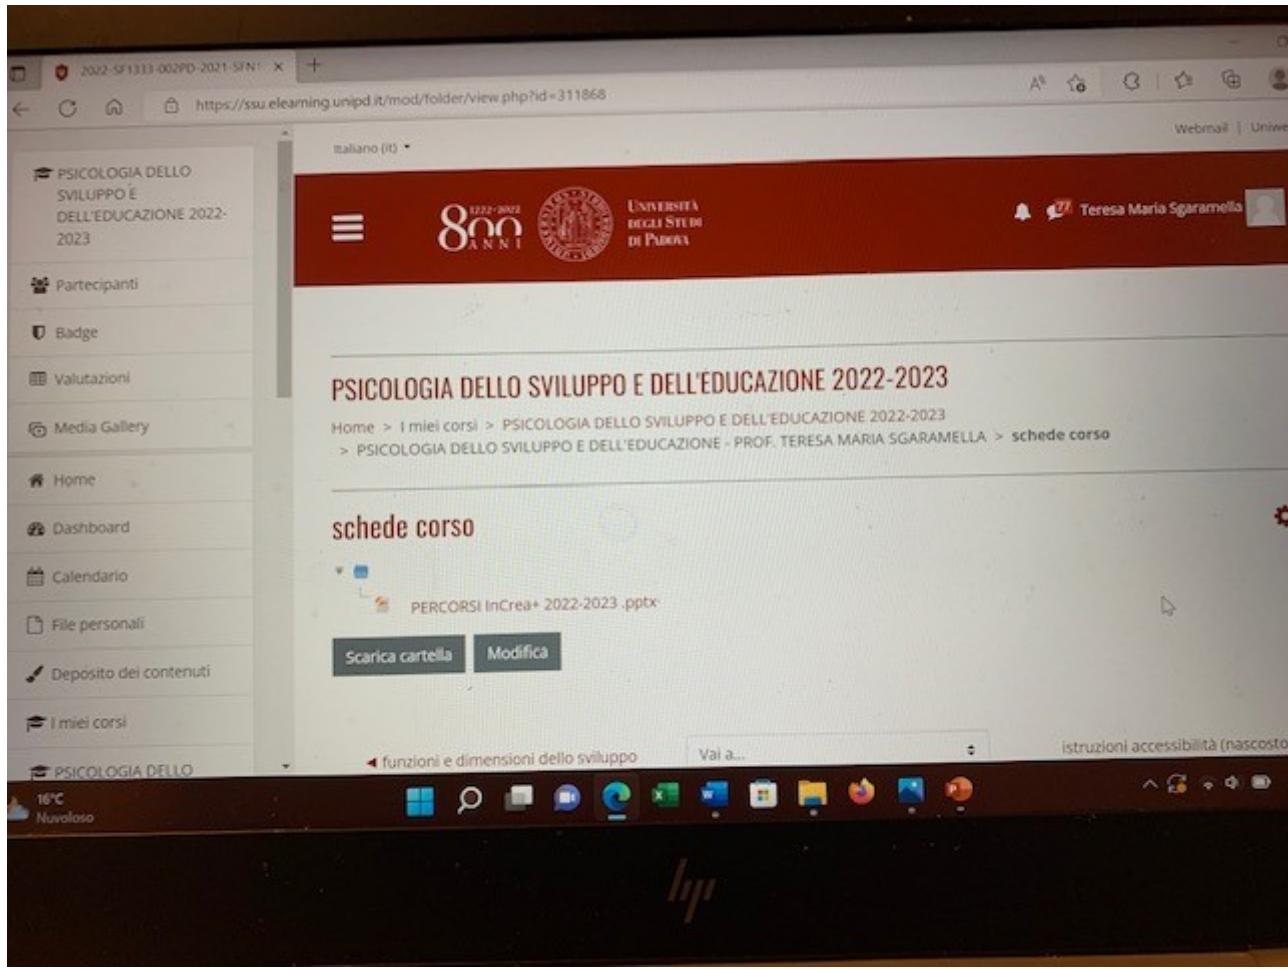 2022-SF1333-002PD-2021-SFN1
https://ssu.elearning.unipd.it/mod/folder/view.php?id=311868
Italiano (it)
Webmail | Uniwe
PSICOLOGIA DELLO
SVILUPPO E
DELL'EDUCAZIONE 2022-
2023
Partecipanti
Badge
Valutazioni
Media Gallery
Home
Dashboard
Calendario
File personali
Deposito dei contenuti
I miei corsi
PSICOLOGIA DELLO
1222-2022
800
ANNI
UNIVERSITÀ
DEGLI STUDI
DI PADOVA
77
Teresa Maria Sgaramella
PSICOLOGIA DELLO SVILUPPO E DELL'EDUCAZIONE 2022-2023
Home > I miei corsi > PSICOLOGIA DELLO SVILUPPO E DELL'EDUCAZIONE 2022-2023
> PSICOLOGIA DELLO SVILUPPO E DELL'EDUCAZIONE - PROF. TERESA MARIA SGARAMELLA > schede corso
schede corso
PERCORSI InCrea+ 2022-2023 .pptx
Scarica cartella Modifica
◄ funzioni e dimensioni dello sviluppo
Vai a...
istruzioni accessibilità (nascosto
16°C
Nuvoloso
hp